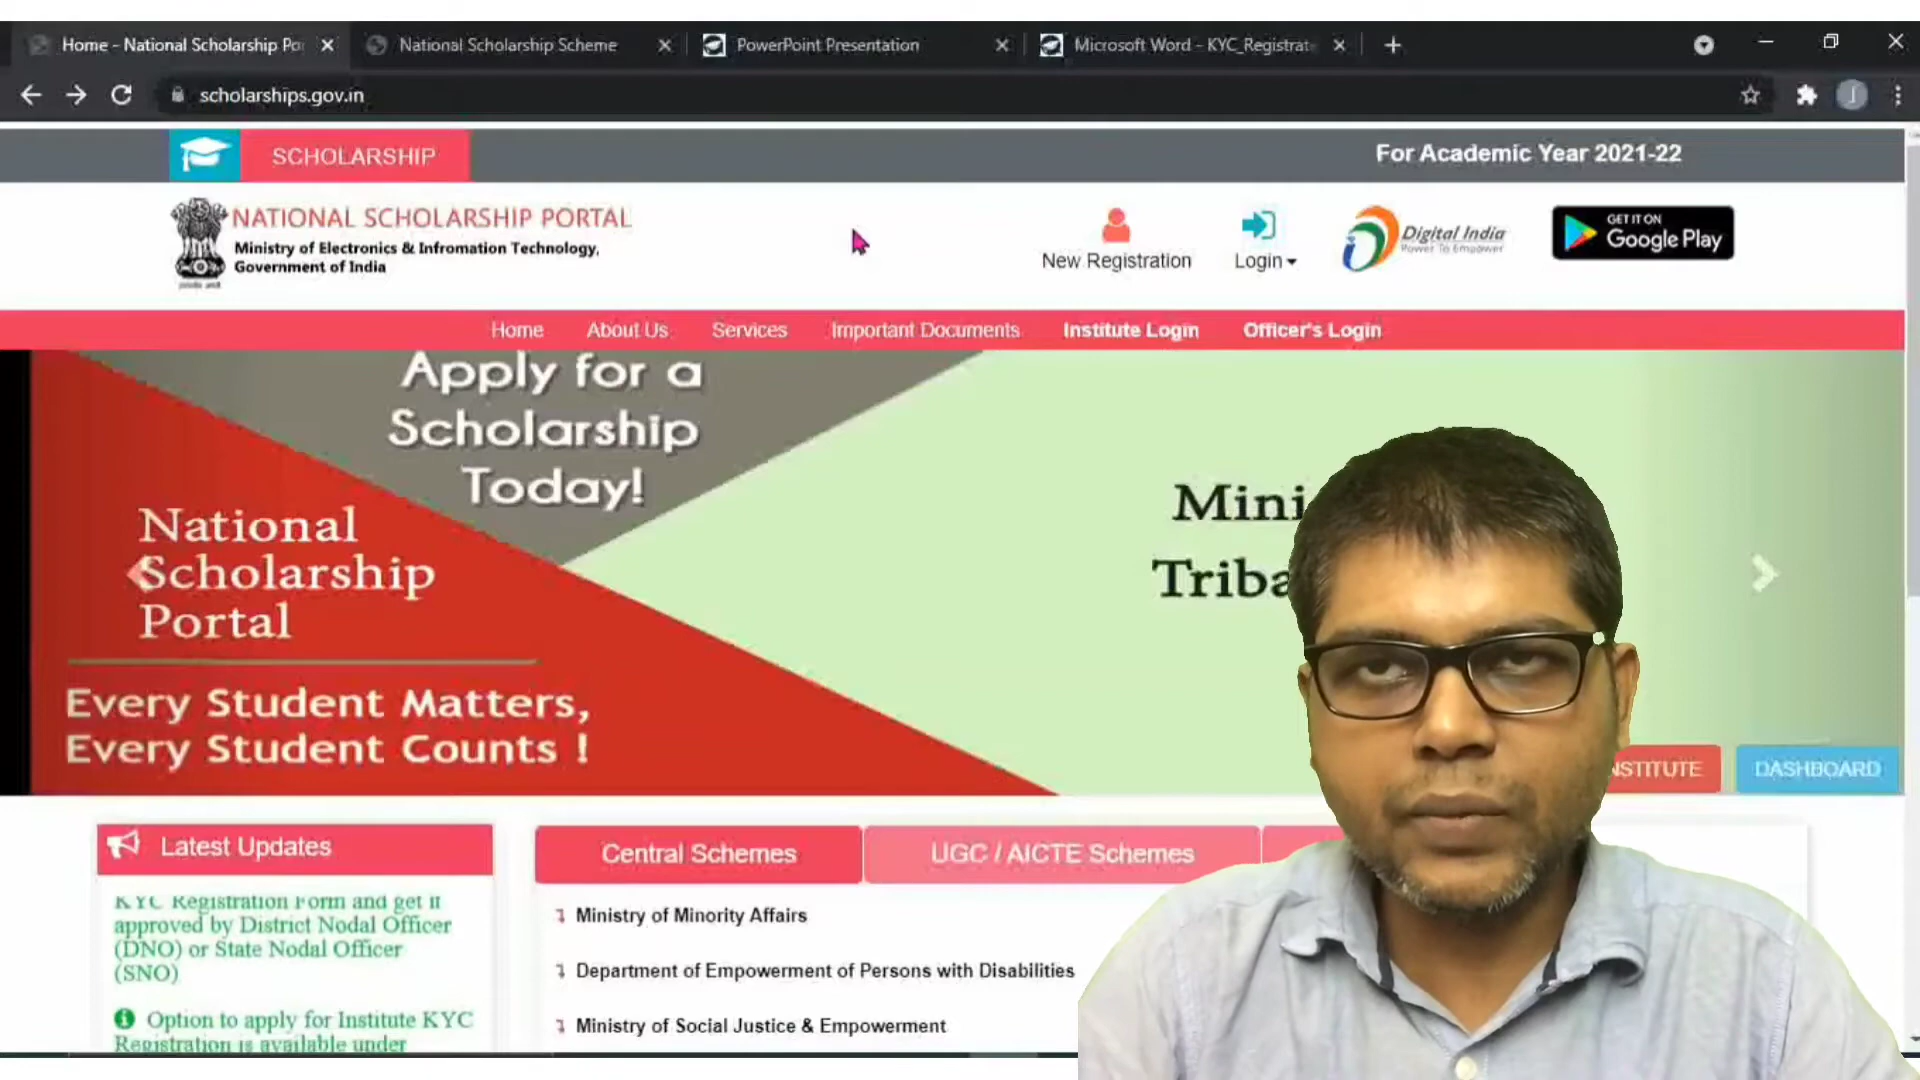 Home - National Scholarship Po
National Scholarship Scheme
PowerPoint Presentation
Microsoft Word - KYC_Registrat
scholarships.gov.in
SCHOLARSHIP
For Academic Year 2021-22
NATIONAL SCHOLARSHIP PORTAL
Ministry of Electronics & Infromation Technology,
Government of India
New Registration
Login
Digital India
Power To Empower
GET IT ON
Google Play
Home About Us Services Important Documents Institute Login Officer's Login
Apply for a
Scholarship
Today!
National
Scholarship
Portal
Every Student Matters,
Every Student Counts !
Mini
Triba
NSTITUTE
DASHBOARD
Latest Updates
KYC Registration Form and get it
approved by District Nodal Officer
(DNO) or State Nodal Officer
(SNO)
Option to apply for Institute KYC
Registration is available under
Central Schemes
UGC / AICTE Schemes
Ministry of Minority Affairs
Department of Empowerment of Persons with Disabilities
Ministry of Social Justice & Empowerment